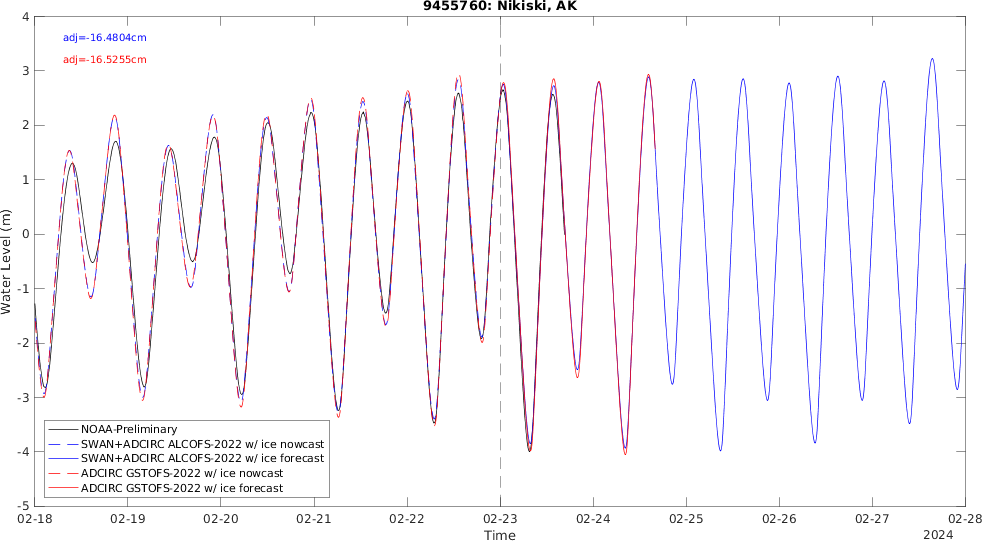 9455760: Nikiski, AK
adj=-16.4804cm
adj=-16.5255cm
4
3
2
1
0
-1
-2
-3
-4
-5
Water Level (m)
NOAA-Preliminary
SWAN+ADCIRC ALCOFS-2022 w/ ice nowcast
SWAN+ADCIRC ALCOFS-2022 w/ ice forecast
ADCIRC GSTOFS-2022 w/ ice nowcast
ADCIRC GSTOFS-2022 w/ ice forecast
02-18 02-19 02-20 02-21 02-22 02-23 02-24 02-25 02-26 02-27 02-28
Time
2024